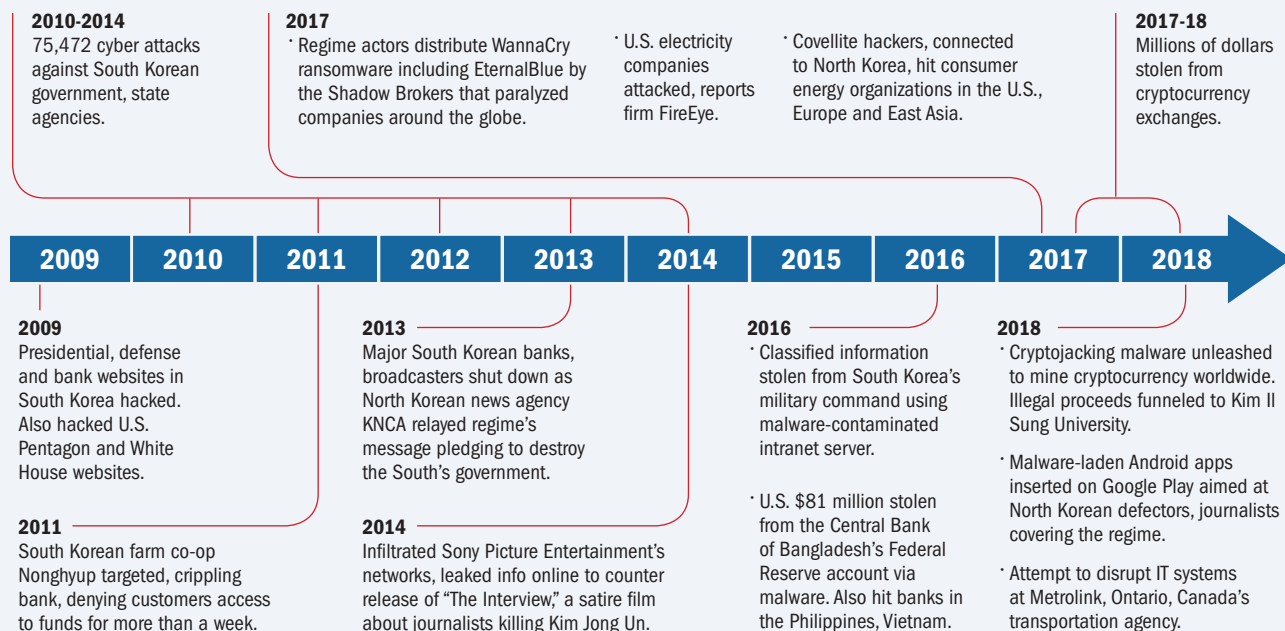 2010-2014
75,472 cyber attacks
against South Korean
government, state
agencies.
2017
· Regime actors distribute WannaCry
ransomware including EternalBlue by
the Shadow Brokers that paralyzed
companies around the globe.
· U.S. electricity
companies
attacked, reports
firm FireEye.
· Covellite hackers, connected
to North Korea, hit consumer
energy organizations in the U.S.,
Europe and East Asia.
2017-18
Millions of dollars
stolen from
cryptocurrency
exchanges.
2009 2010 2011 2012 2013 2014 2015 2016 2017 2018
2009
Presidential, defense
and bank websites in
South Korea hacked.
Also hacked U.S.
Pentagon and White
House websites.
2011
South Korean farm co-op
Nonghyup targeted, crippling
bank, denying customers access
to funds for more than a week.
2013
Major South Korean banks,
broadcasters shut down as
North Korean news agency
KNCA relayed regime’s
message pledging to destroy
the South’s government.
2014
Infiltrated Sony Picture Entertainment’s
networks, leaked info online to counter
release of “The Interview,” a satire film
about journalists killing Kim Jong Un.
2016
· Classified information
stolen from South Korea’s
military command using
malware-contaminated
intranet server.
· U.S. $81 million stolen
from the Central Bank
of Bangladesh’s Federal
Reserve account via
malware. Also hit banks in
the Philippines, Vietnam.
2018
· Cryptojacking malware unleashed
to mine cryptocurrency worldwide.
Illegal proceeds funneled to Kim Il
Sung University.
· Malware-laden Android apps
inserted on Google Play aimed at
North Korean defectors, journalists
covering the regime.
· Attempt to disrupt IT systems
at Metrolink, Ontario, Canada’s
transportation agency.